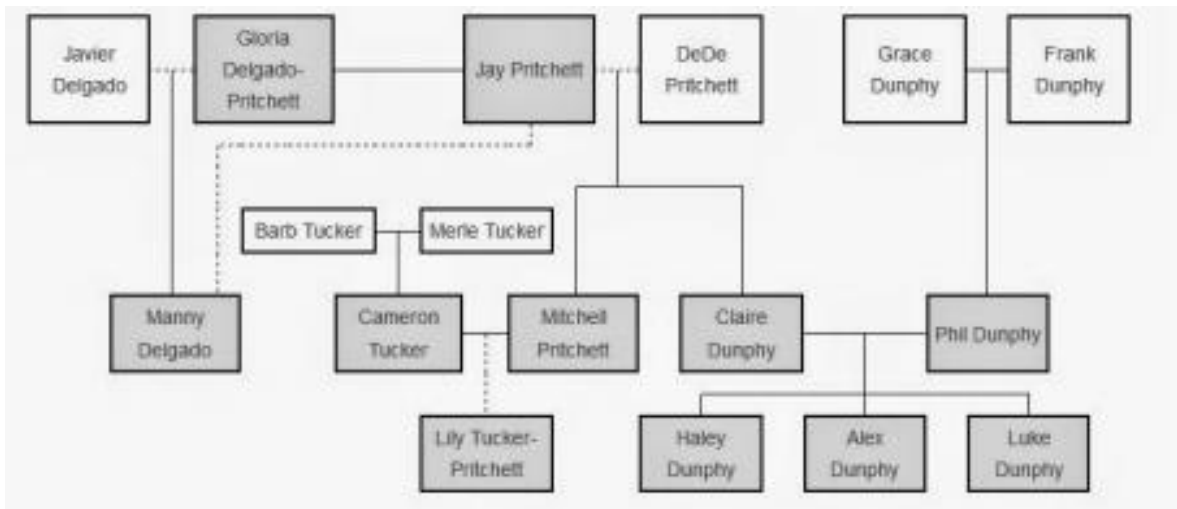 Javier
Delgado
Gloria
Delgado-
Pritchett
Jay Pritchett
DeDe
Pritchett
Grace
Dunphy
Frank
Dunphy
Barb Tucker
Merle Tucker
Manny
Delgado
Cameron
Tucker
Mitchell
Pritchett
Claire
Dunphy
Phil Dunphy
Lily Tucker-
Pritchett
Haley
Dunphy
Alex
Dunphy
Luke
Dunphy